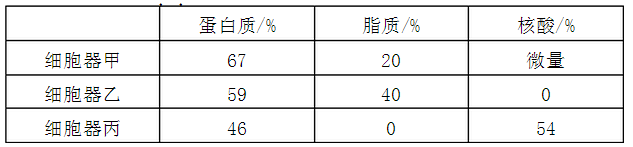 蛋白质/% 脂质/% 核酸/%
细胞器甲 67 20 微量
细胞器乙 59 40 0
细胞器丙 46 0 54